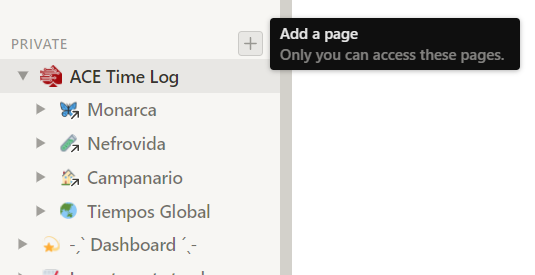 Add a page
PRIVATE
Only you can access these pages.
ACE Time Log
Monarca
Nefrovida
Campanario
Tiempos Global
-ˏˋ Dashboard ˊˎ-